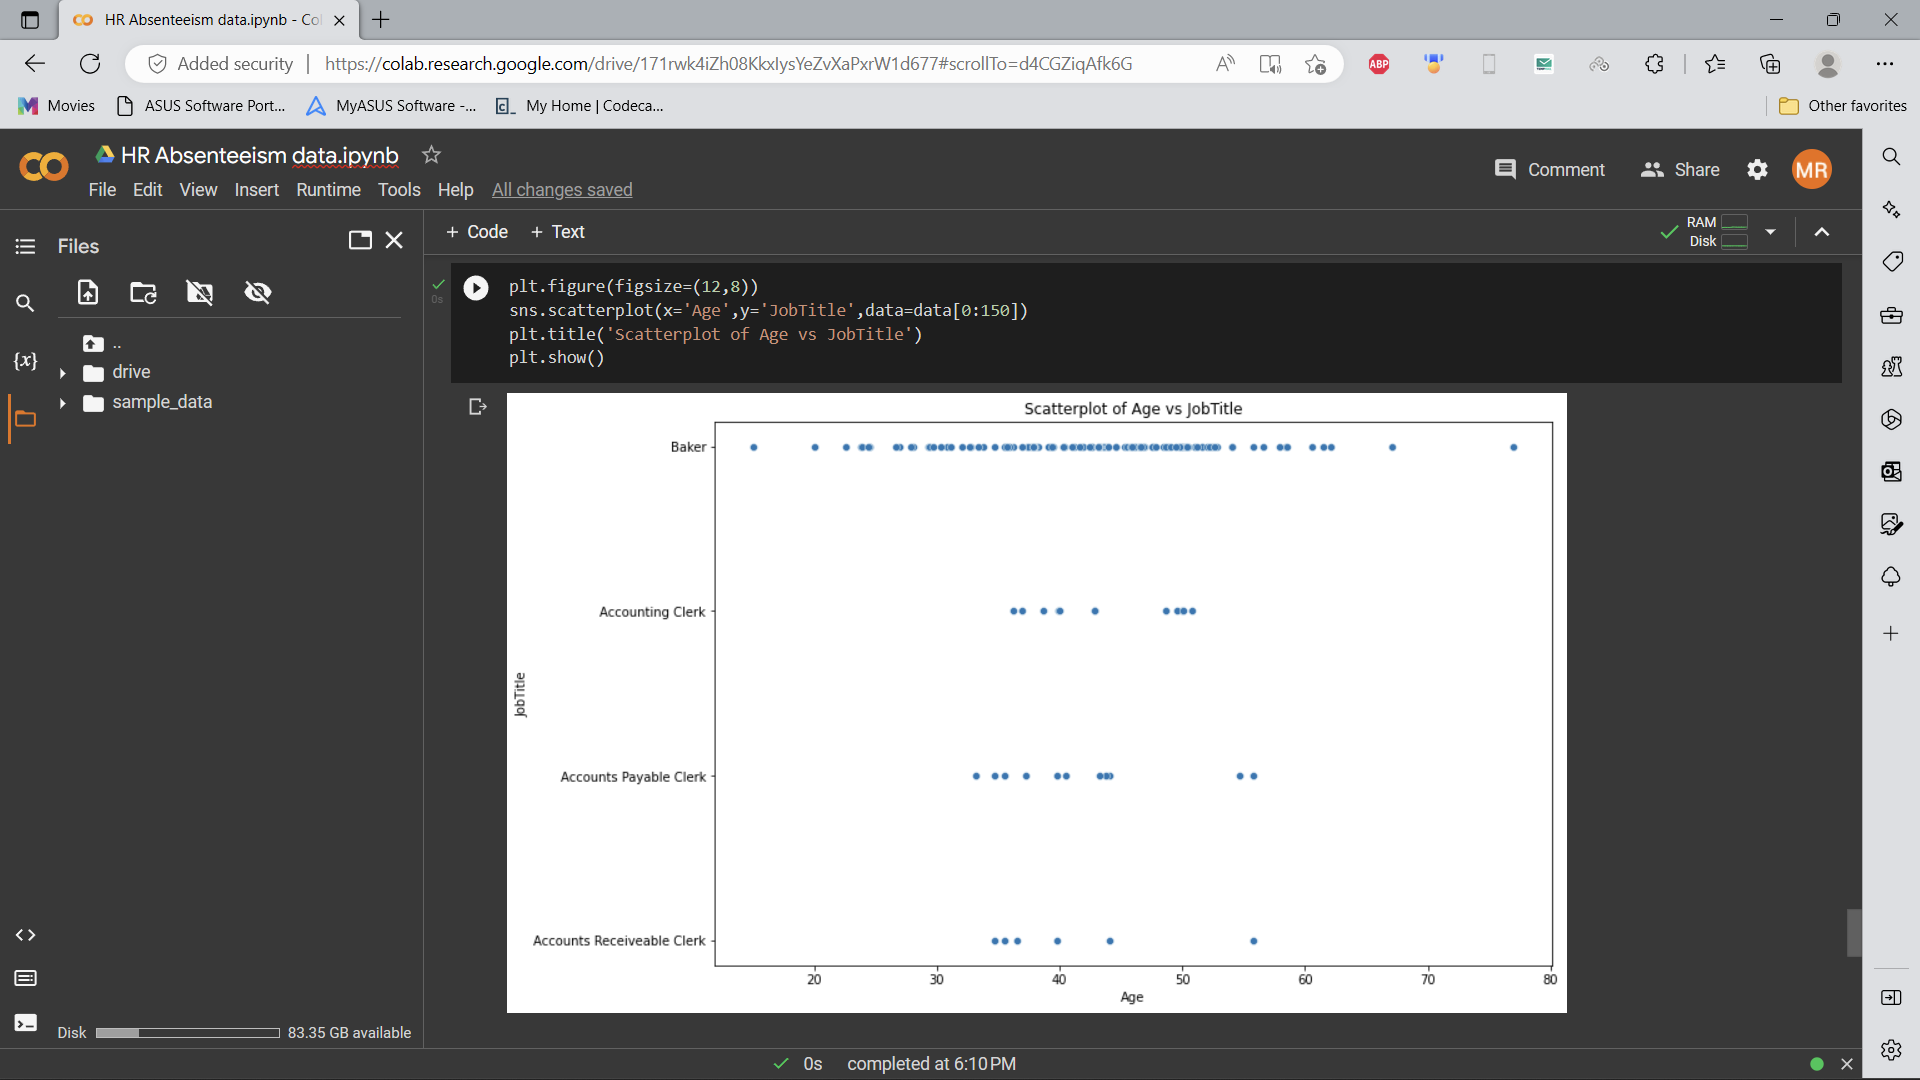 HR Absenteeism data.ipynb - Co
Added security
https://colab.research.google.com/drive/171rwk4iZh08KkxlysYeZvXaPxrW1d677#scrollTo=d4CGZiqAfk6G
ABP
Movies
ASUS Software Port...
MyASUS Software -...
My Home | Codeca...
Other favorites
HR Absenteeism data.ipynb
File Edit View Insert Runtime Tools Help All changes saved
Comment
Share
MR
Files
+ Code + Text
RAM
Disk
0s
plt.figure(figsize=(12,8))
sns.scatterplot(x='Age',y='JobTitle',data=data[0:150])
plt.title('Scatterplot of Age vs JobTitle')
plt.show()
{x}
..
drive
sample_data
Scatterplot of Age vs JobTitle
Baker
Accounting Clerk
JobTitle
Accounts Payable Clerk
Accounts Receiveable Clerk
20 30 40 50 60 70 80
Age
Disk 83.35 GB available
0s completed at 6:10 PM